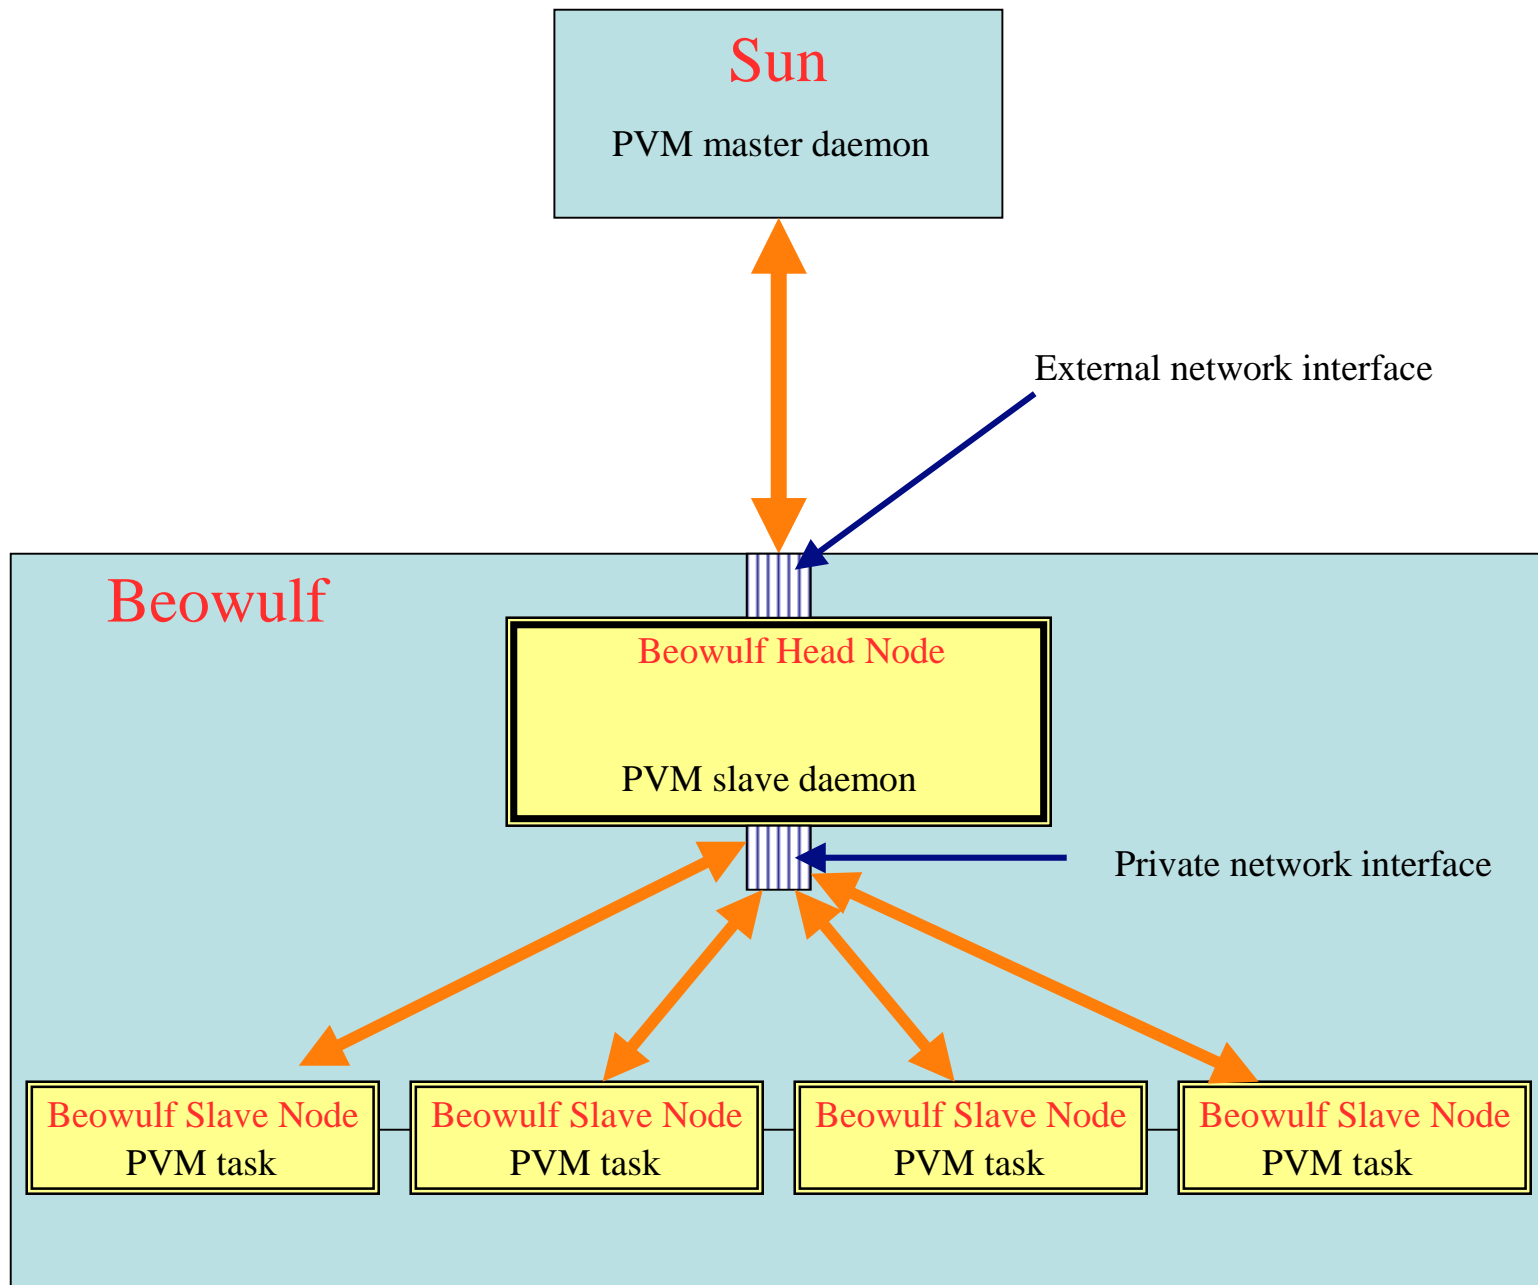 Sun
PVM master daemon
External network interface
Beowulf
Beowulf Head Node
PVM slave daemon
Private network interface
Beowulf Slave Node
PVM task
Beowulf Slave Node
PVM task
Beowulf Slave Node
PVM task
Beowulf Slave Node
PVM task